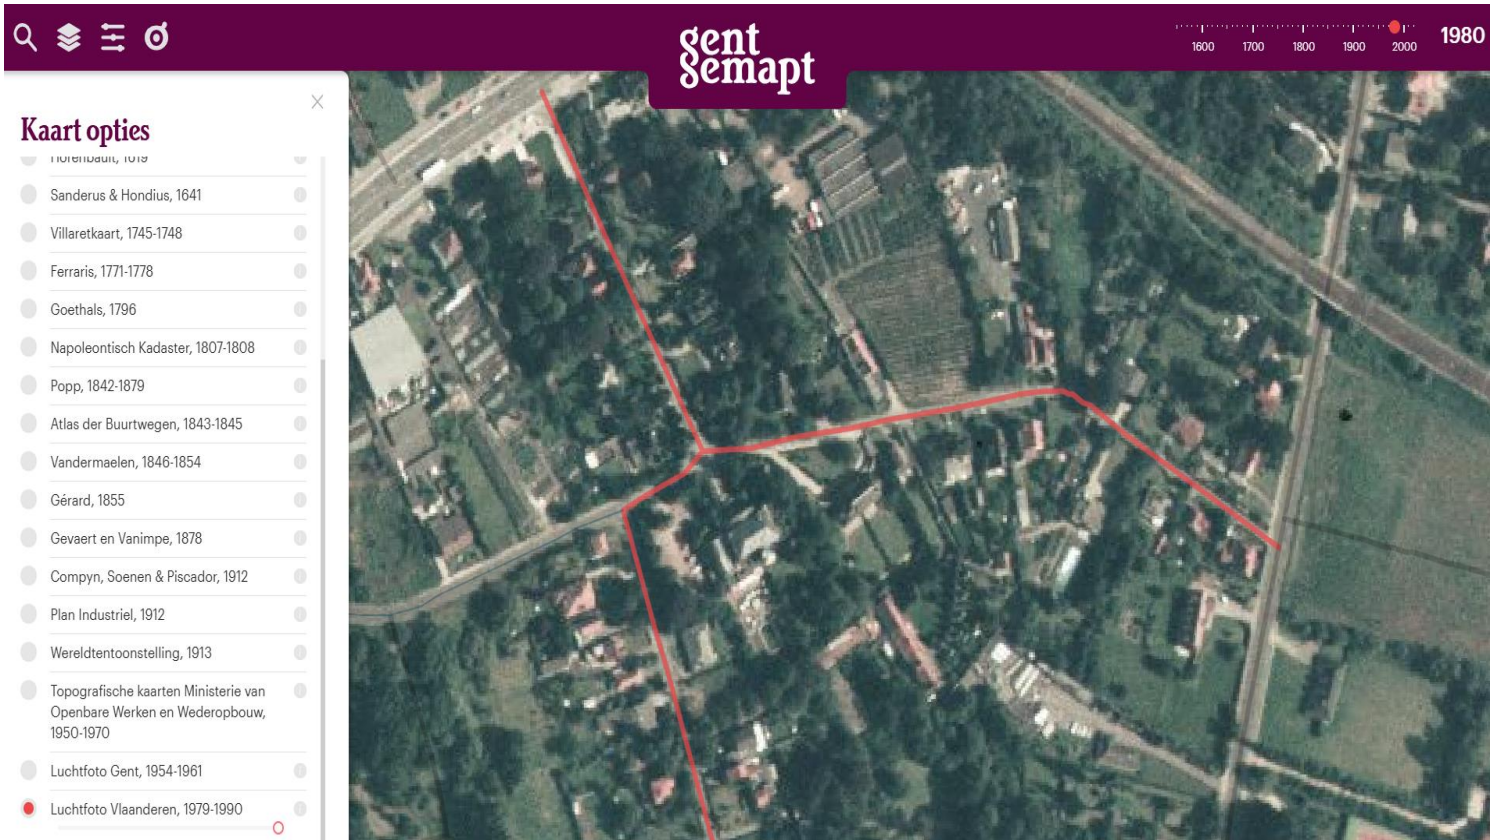 gent
gemapt
1600 1700 1800 1900 2000
1980
Kaart opties
Horenbault, 1619
Sanderus & Hondius, 1641
Villaretkaart, 1745-1748
Ferraris, 1771-1778
Goethals, 1796
Napoleontisch Kadaster, 1807-1808
Popp, 1842-1879
Atlas der Buurtwegen, 1843-1845
Vandermaelen, 1846-1854
Gérard, 1855
Gevaert en Vanimpe, 1878
Compyn, Soenen & Piscador, 1912
Plan Industriel, 1912
Wereldtentoonstelling, 1913
Topografische kaarten Ministerie van
Openbare Werken en Wederopbouw,
1950-1970
Luchtfoto Gent, 1954-1961
Luchtfoto Vlaanderen, 1979-1990